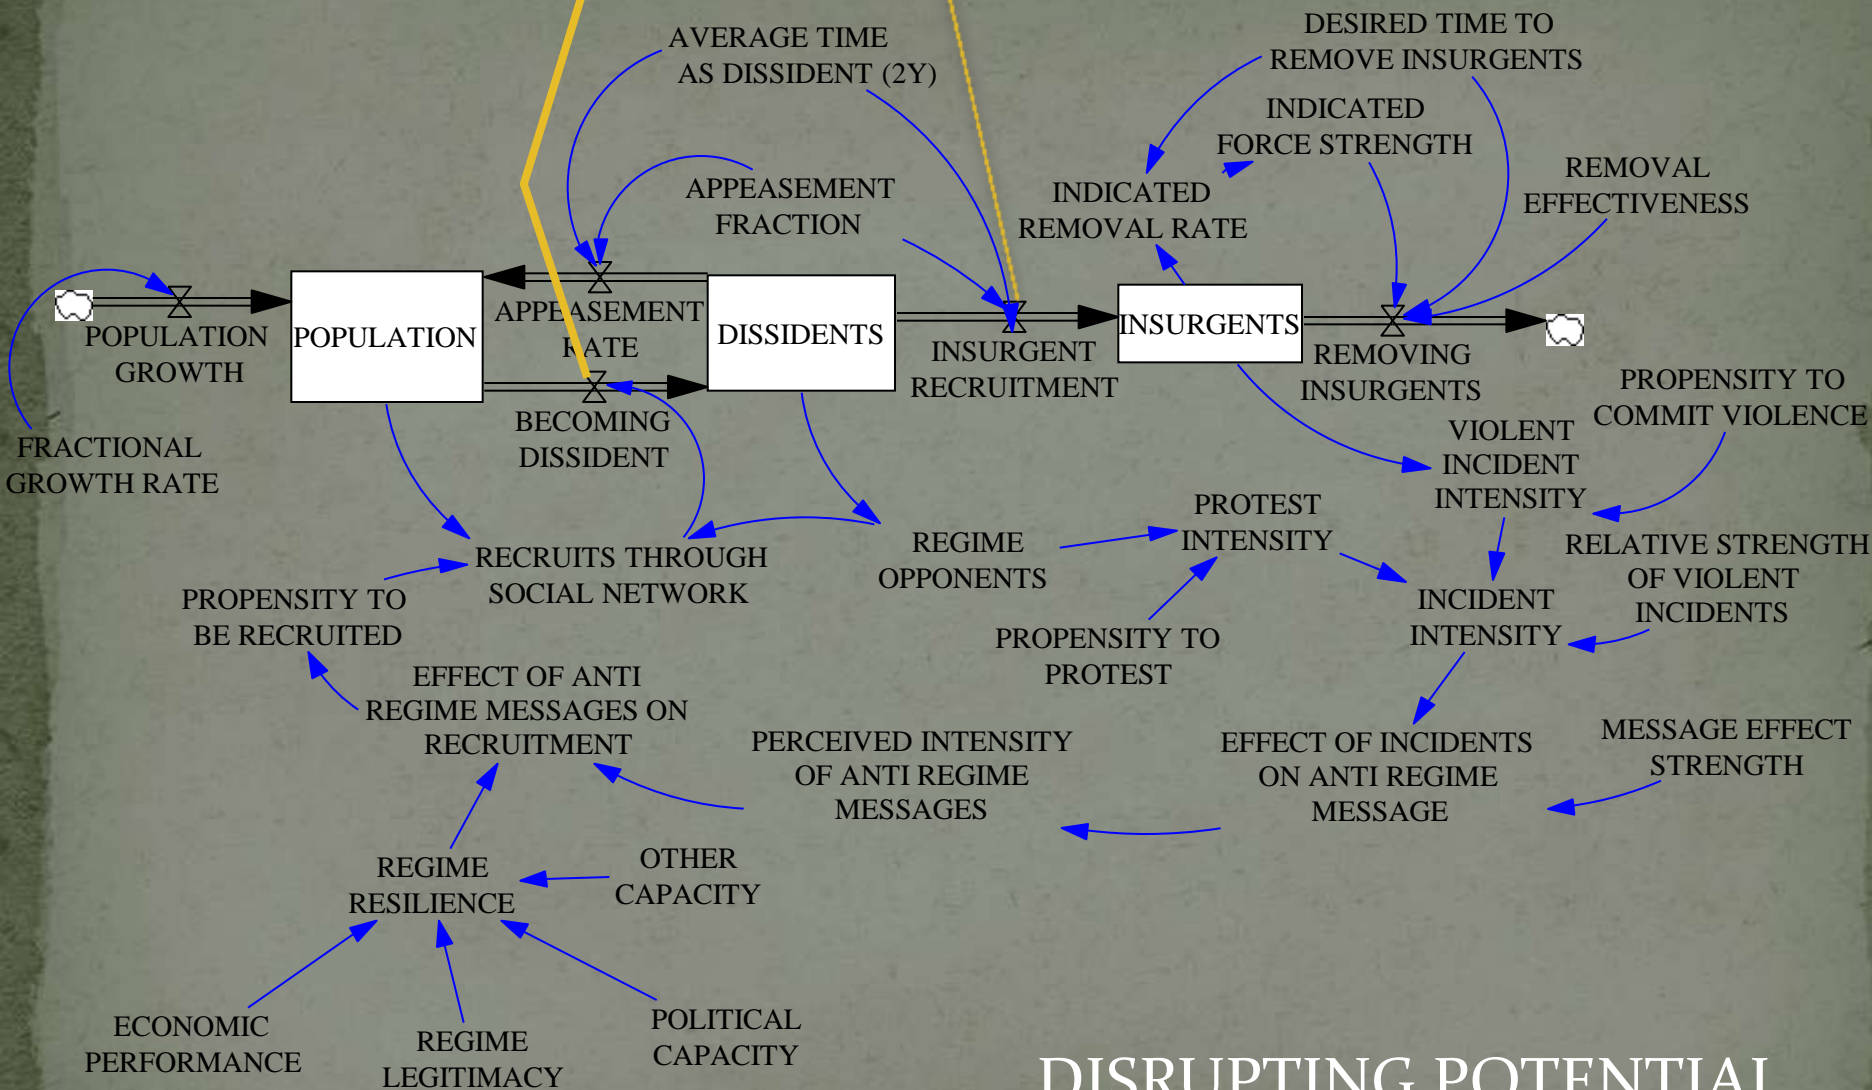 AVERAGE TIME
AS DISSIDENT (2Y)
DESIRED TIME TO
REMOVE INSURGENTS
INDICATED
FORCE STRENGTH
REMOVAL
EFFECTIVENESS
APPEASEMENT
FRACTION
INDICATED
REMOVAL RATE
POPULATION
GROWTH
POPULATION
APPEASEMENT
RATE
DISSIDENTS
INSURGENT
RECRUITMENT
INSURGENTS
REMOVING
INSURGENTS
BECOMING
DISSIDENT
FRACTIONAL
GROWTH RATE
PROPENSITY TO
COMMIT VIOLENCE
VIOLENT
INCIDENT
INTENSITY
PROTEST
INTENSITY
REGIME
OPPONENTS
RECRUITS THROUGH
SOCIAL NETWORK
RELATIVE STRENGTH
OF VIOLENT
INCIDENTS
PROPENSITY TO
BE RECRUITED
INCIDENT
INTENSITY
PROPENSITY TO
PROTEST
EFFECT OF ANTI
REGIME MESSAGES ON
RECRUITMENT
PERCEIVED INTENSITY
OF ANTI REGIME
MESSAGES
EFFECT OF INCIDENTS
ON ANTI REGIME
MESSAGE
MESSAGE EFFECT
STRENGTH
REGIME
RESILIENCE
OTHER
CAPACITY
ECONOMIC
PERFORMANCE
REGIME
LEGITIMACY
POLITICAL
CAPACITY
DISRUPTING POTENTIAL